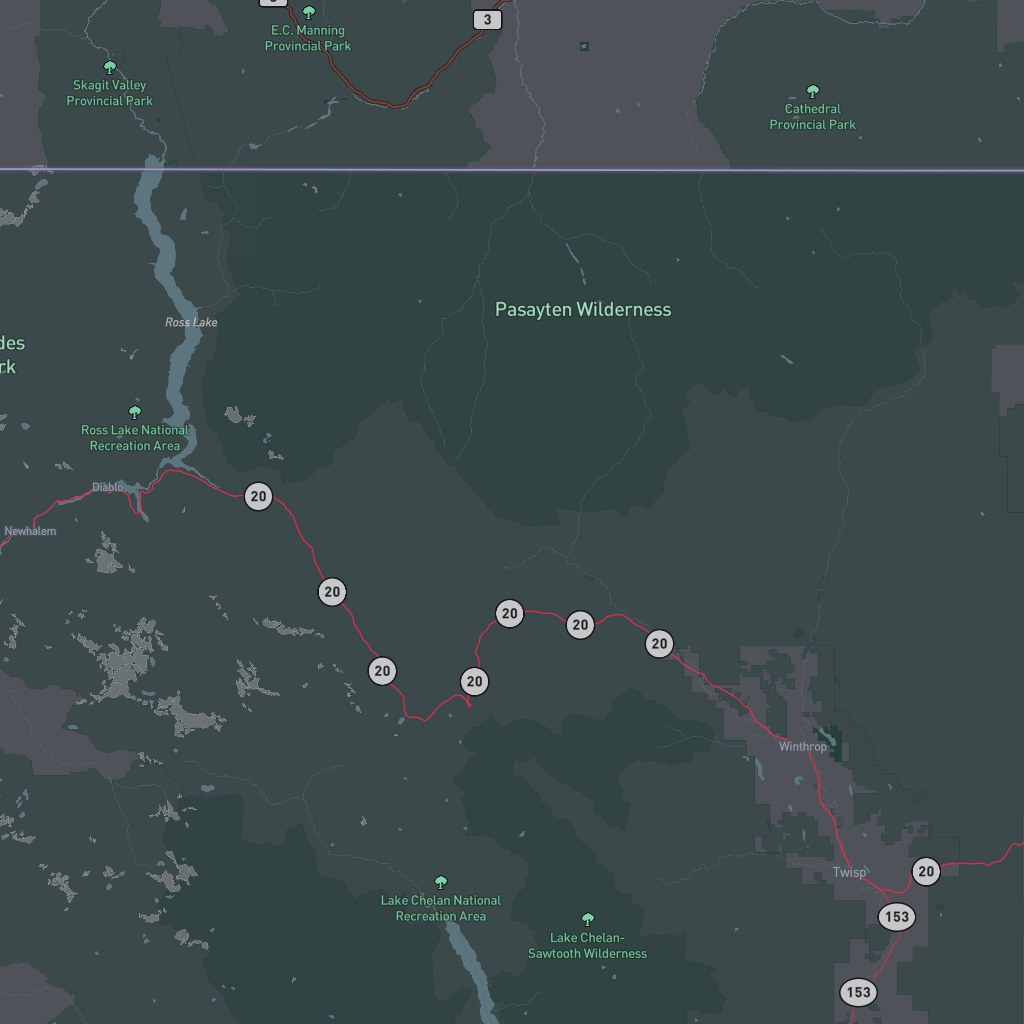 3
E.C. Manning
Provincial Park
Skagit Valley
Provincial Park
Cathedral
Provincial Park
Pasayten Wilderness
Ross Lake
des
rk
Ross Lake National
Recreation Area
Diablo
20
Newhalem
20
20
20
20
20
20
Winthrop
Twisp
20
Lake Chelan National
Recreation Area
153
Lake Chelan-
Sawtooth Wilderness
153